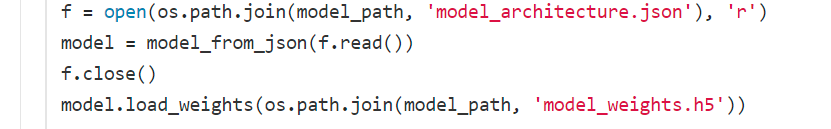 f = open(os.path.join(model_path, 'model_architecture.json'), 'r')
model = model_from_json(f.read())
f.close()
model.load_weights(os.path.join(model_path, 'model_weights.h5'))